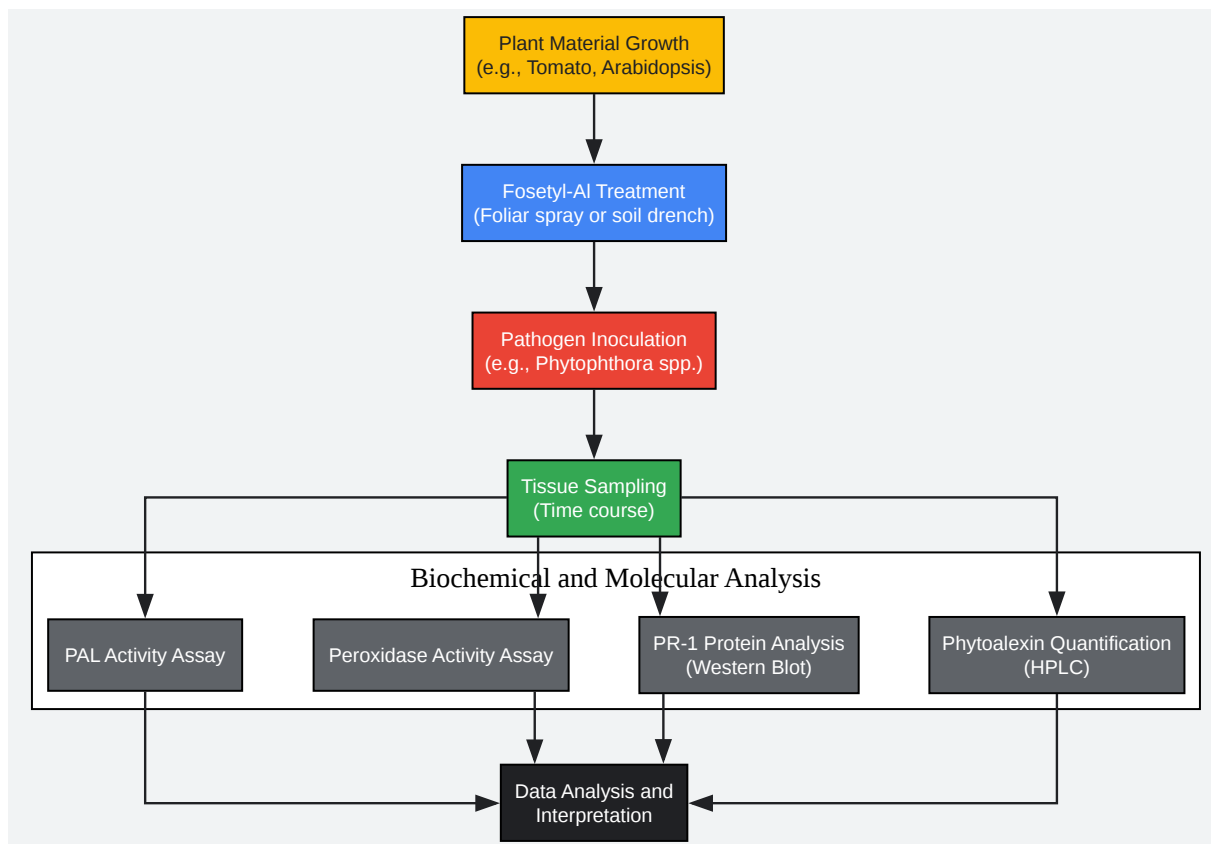 Plant Material Growth
(e.g., Tomato, Arabidopsis)
Fosetyl-Al Treatment
(Foliar spray or soil drench)
Pathogen Inoculation
(e.g., Phytophthora spp.)
Tissue Sampling
(Time course)
Biochemical and Molecular Analysis
PAL Activity Assay
Peroxidase Activity Assay
PR-1 Protein Analysis
(Western Blot)
Phytoalexin Quantification
(HPLC)
Data Analysis and
Interpretation